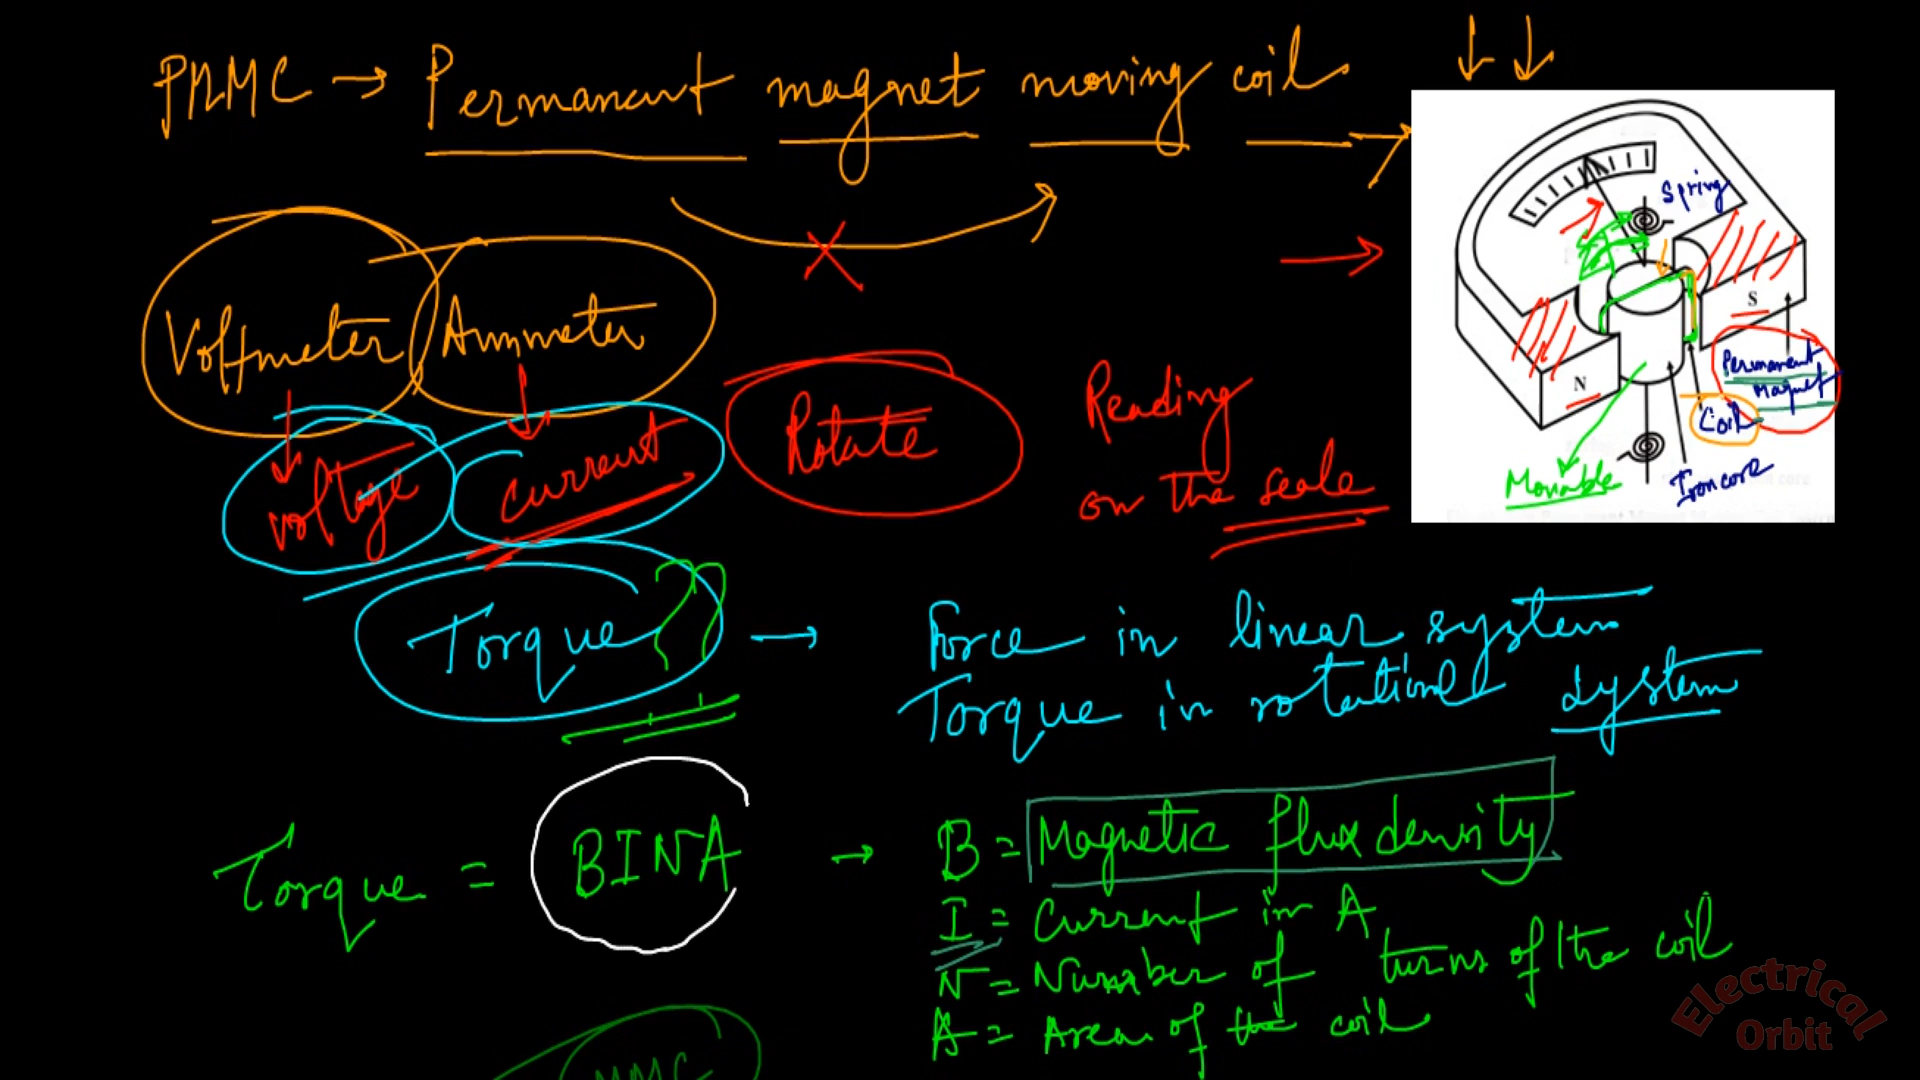 PMMC → Permanent magnet moving coil
Spring
Voltmeter Ammeter
S
Permanent
Magnet
N
Coil
Rotate
Reading
on the scale
voltage current
Movable
Iron core
Torque → Force in linear system
Torque in rotational system
Torque = BINA → B = Magnetic flux density
I = Current in A
N = Number of turns of the coil
A = Area of the coil
MMC
Electrical
Orbit